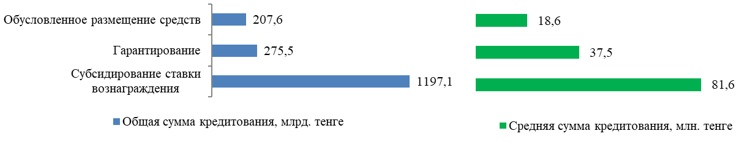 Обусловленное размещение средств 207,6 18,6
Гарантирование 275,5 37,5
Субсидирование ставки
вознаграждения 1197,1 81,6
Общая сумма кредитования, млрд. тенге Средняя сумма кредитования, млн. тенге